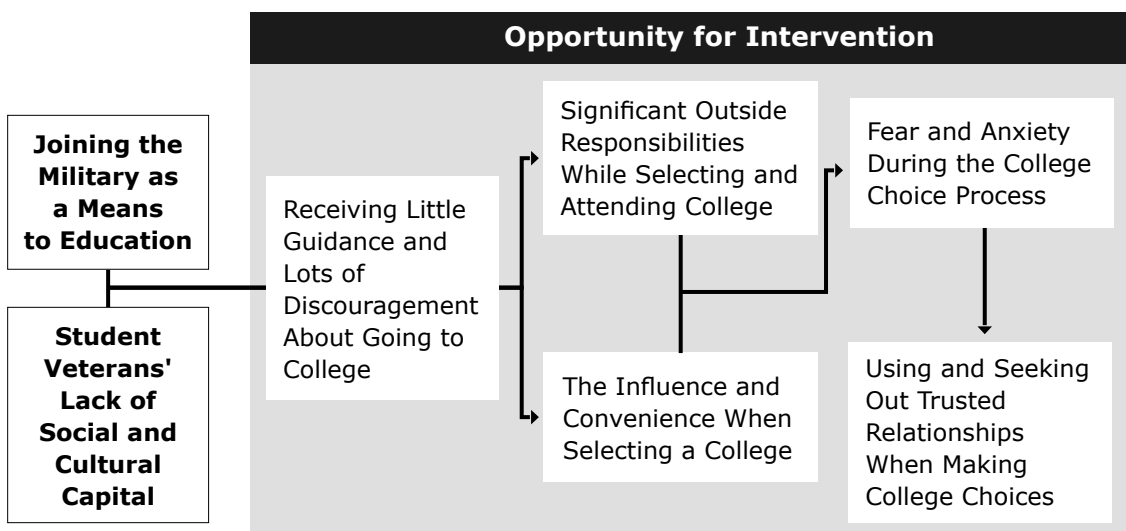 Opportunity for Intervention
Joining the
Military as
a Means
to Education
Student
Veterans'
Lack of
Social and
Cultural
Capital
Receiving Little
Guidance and
Lots of
Discouragement
About Going to
College
Significant Outside
Responsibilities
While Selecting and
Attending College
The Influence and
Convenience When
Selecting a College
Fear and Anxiety
During the College
Choice Process
Using and Seeking
Out Trusted
Relationships
When Making
College Choices